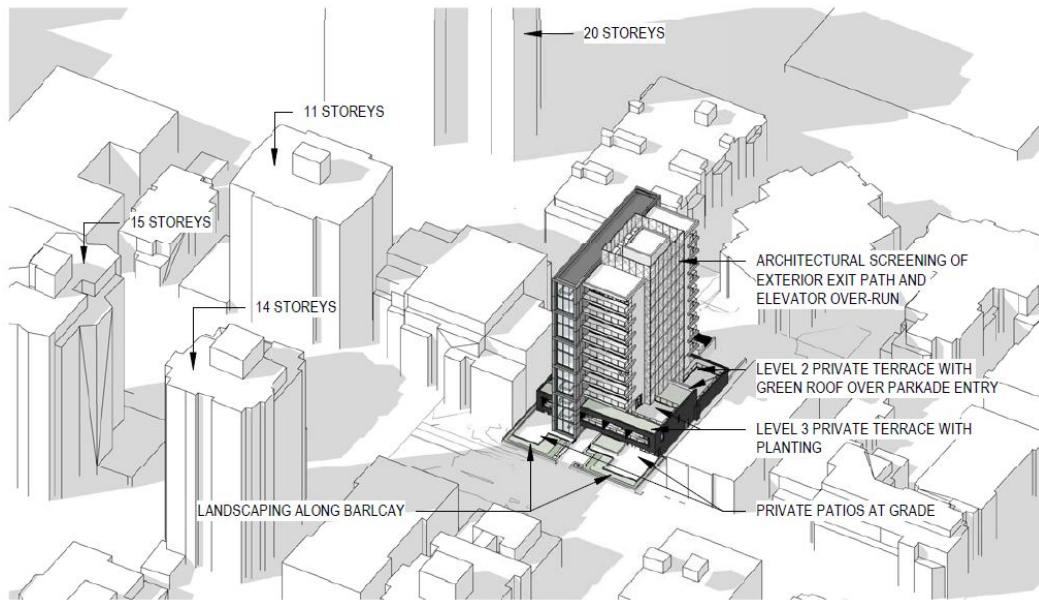 20 STOREYS
11 STOREYS
15 STOREYS
14 STOREYS
ARCHITECTURAL SCREENING OF
EXTERIOR EXIT PATH AND
ELEVATOR OVER-RUN
LEVEL 2 PRIVATE TERRACE WITH
GREEN ROOF OVER PARKADE ENTRY
LEVEL 3 PRIVATE TERRACE WITH
PLANTING
LANDSCAPING ALONG BARLCAY
PRIVATE PATIOS AT GRADE